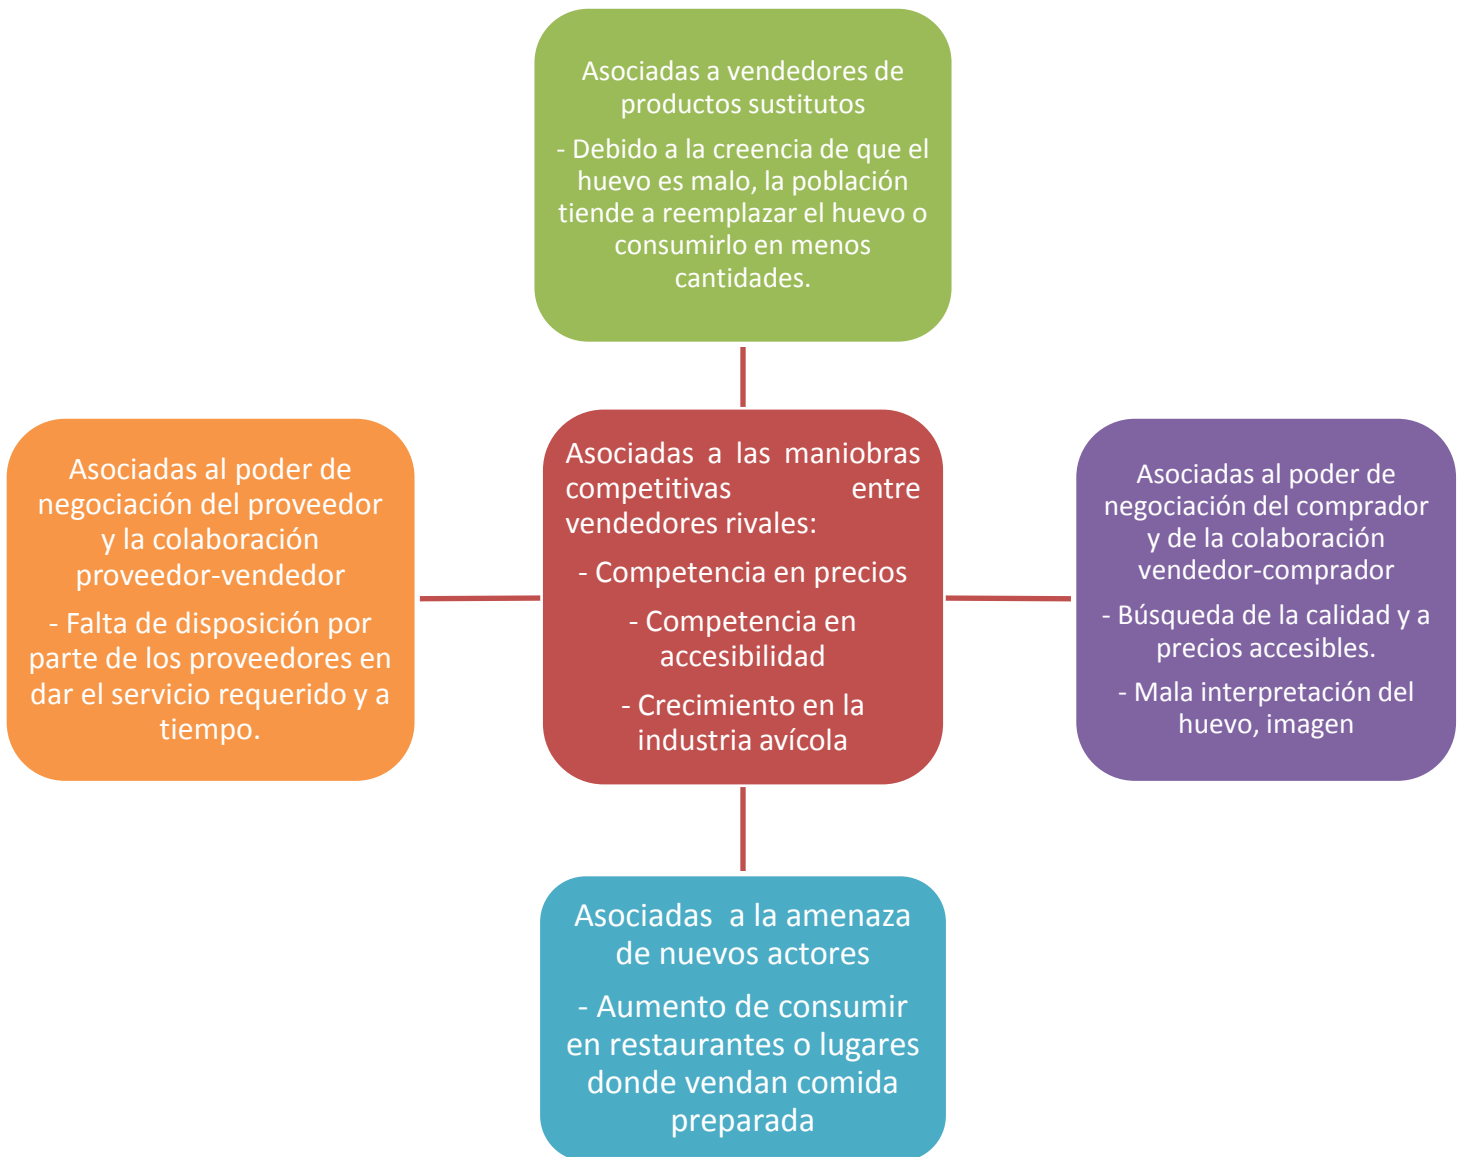 Asociadas a vendedores de
productos sustitutos
- Debido a la creencia de que el
huevo es malo, la población
tiende a reemplazar el huevo o
consumirlo en menos
cantidades.
Asociadas al poder de
negociación del proveedor
y la colaboración
proveedor-vendedor
- Falta de disposición por
parte de los proveedores en
dar el servicio requerido y a
tiempo.
Asociadas a las maniobras
competitivas entre
vendedores rivales:
- Competencia en precios
- Competencia en
accesibilidad
- Crecimiento en la
industria avícola
Asociadas al poder de
negociación del comprador
y de la colaboración
vendedor-comprador
- Búsqueda de la calidad y a
precios accesibles.
- Mala interpretación del
huevo, imagen
Asociadas a la amenaza
de nuevos actores
- Aumento de consumir
en restaurantes o lugares
donde vendan comida
preparada